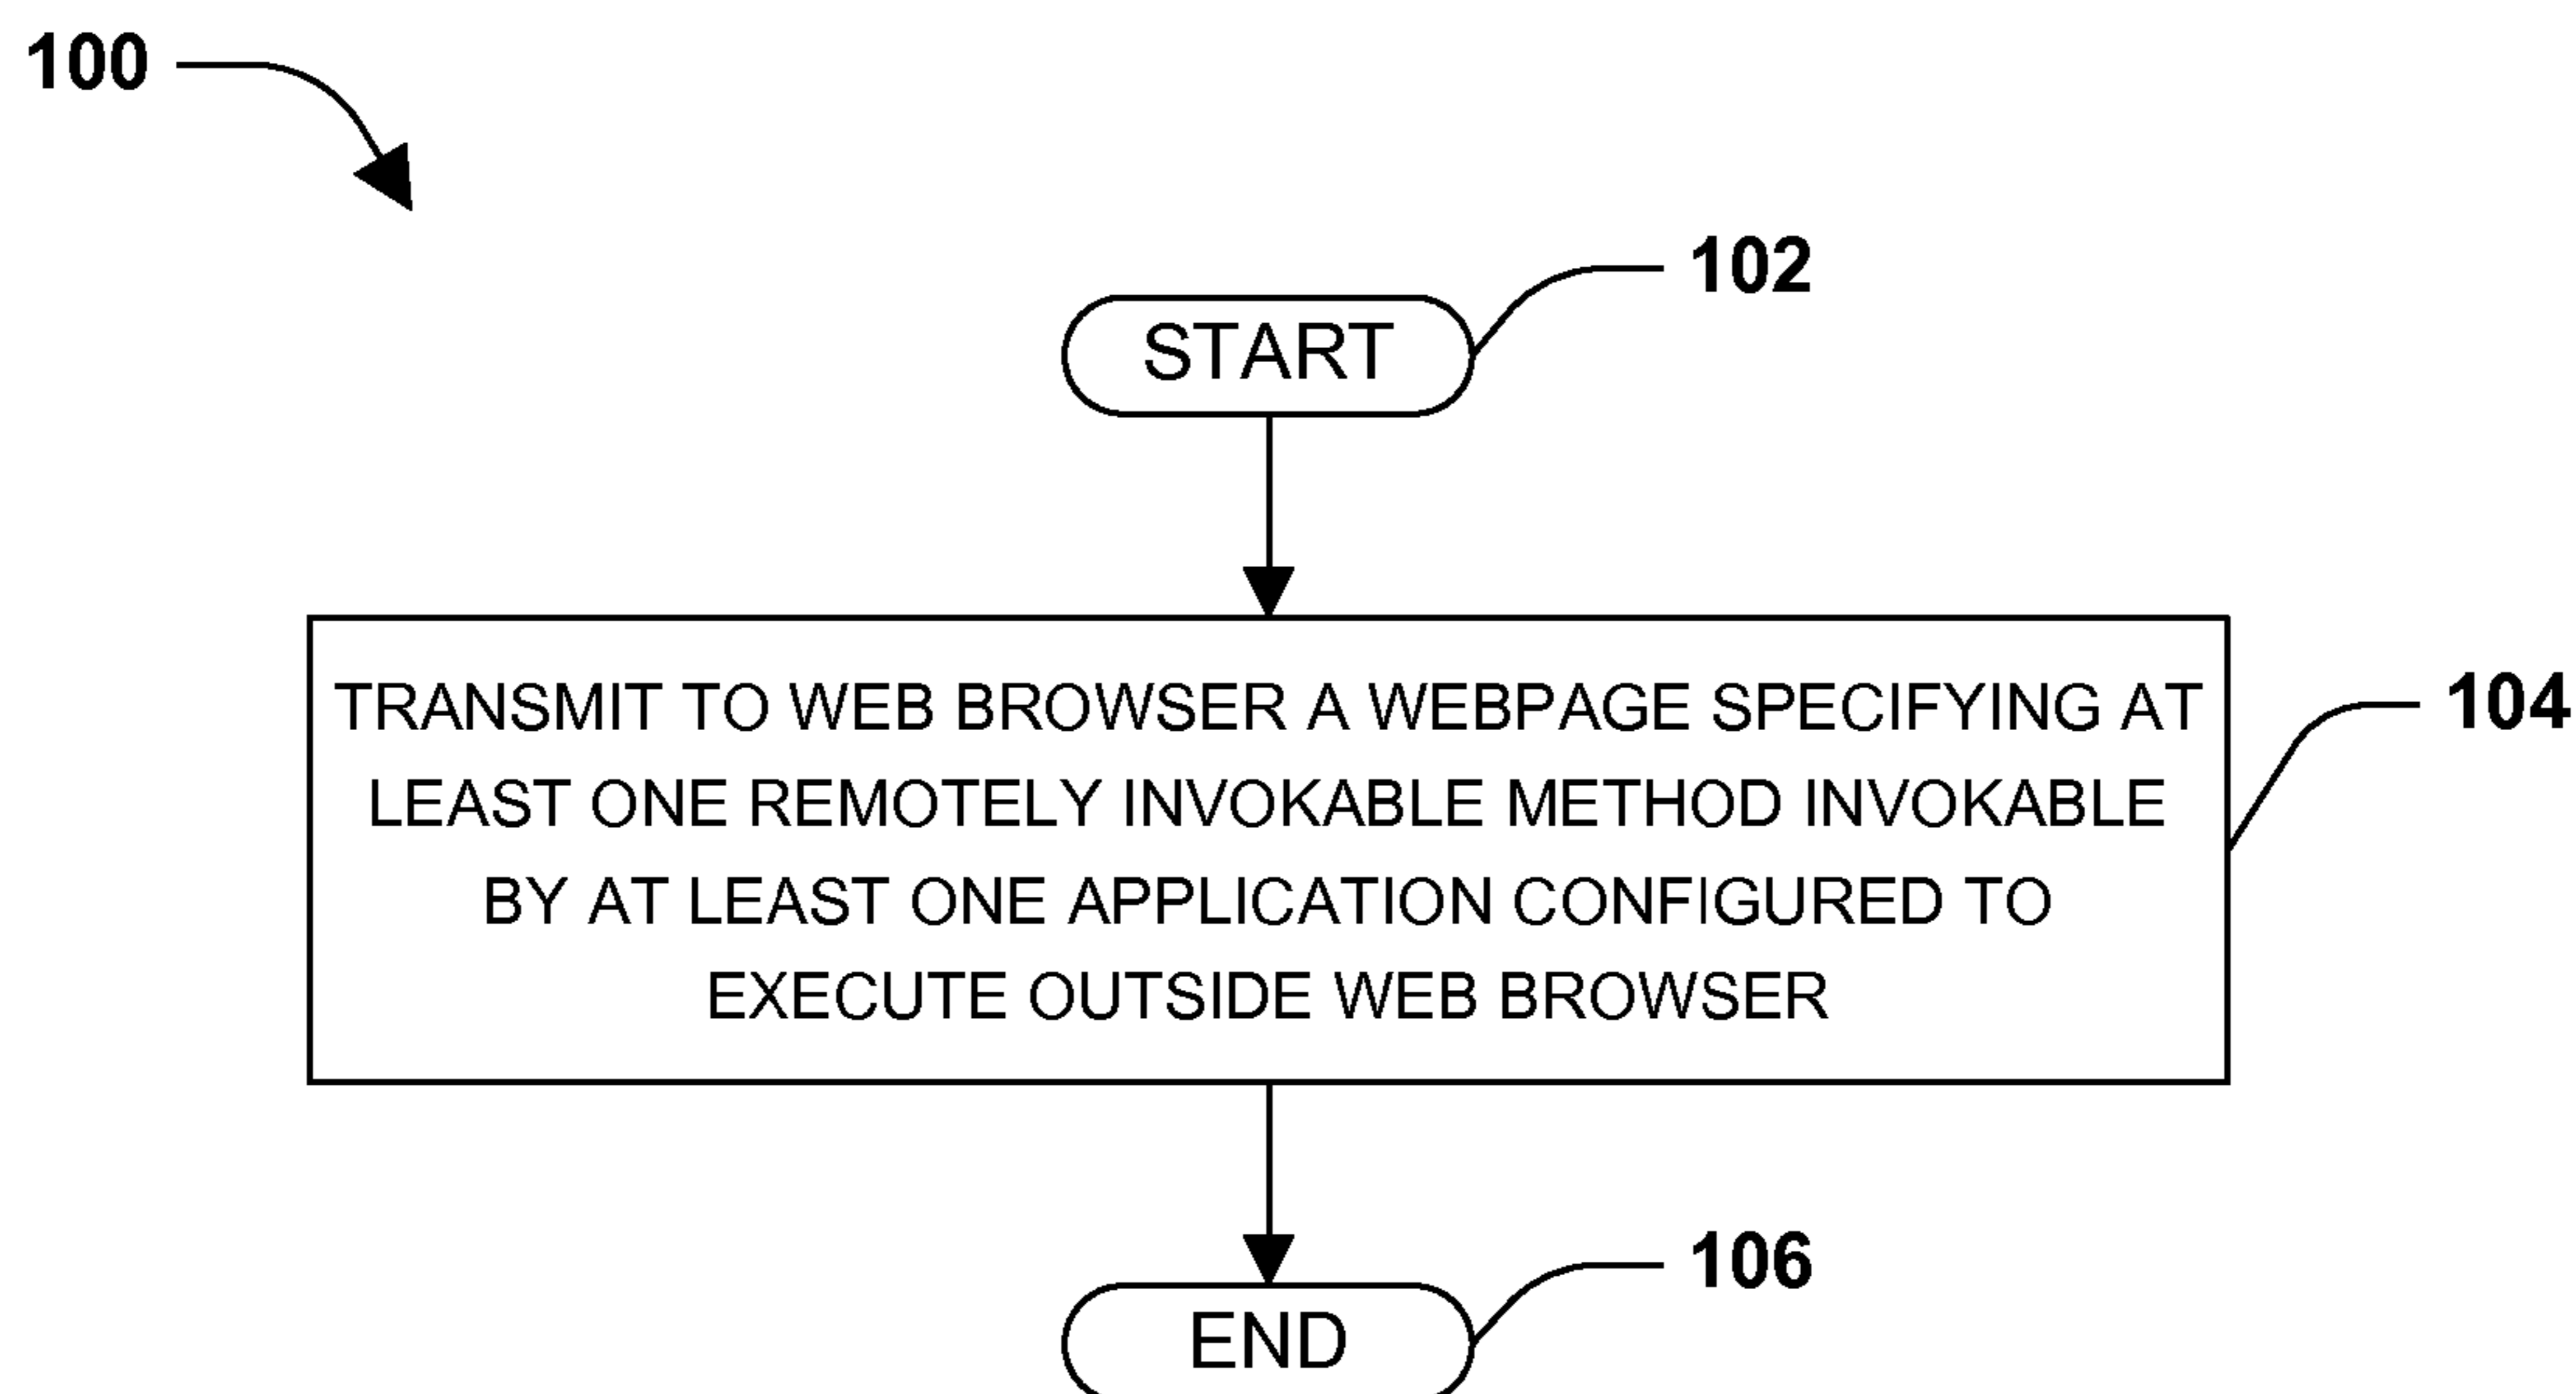 100
102
START
TRANSMIT TO WEB BROWSER A WEBPAGE SPECIFYING AT
LEAST ONE REMOTELY INVOKABLE METHOD INVOKABLE
BY AT LEAST ONE APPLICATION CONFIGURED TO
EXECUTE OUTSIDE WEB BROWSER
104
106
END